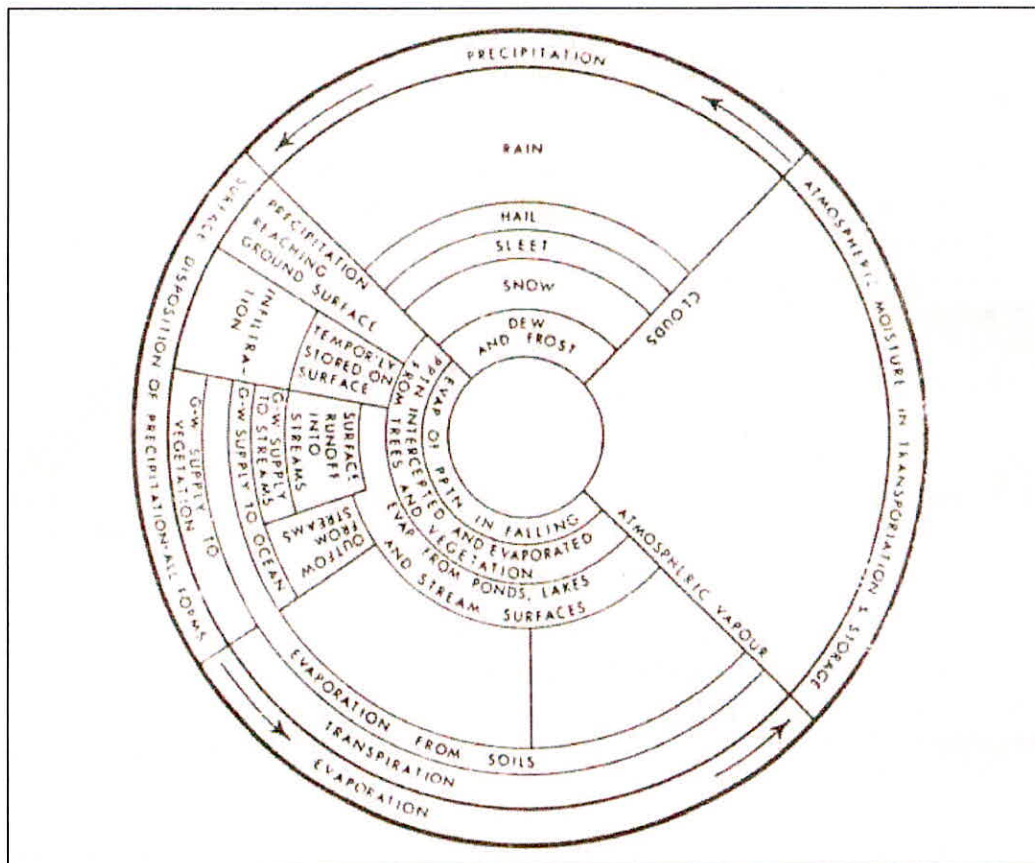 PRECIPITATION
RAIN
HAIL
SLEET
SNOW
DEW
AND FROST
ATMOSPHERIC MOISTURE IN TRANSPORTATION & STORAGE
CLOUDS
ATMOSPHERIC VAPOUR
SURFACE DISPOSITION OF PRECIPITATION-ALL FORMS
PRECIPITATION
REACHING
GROUND SURFACE
INFILTRA-
TION
TEMPOR'LY
STORED ON
SURFACE
SURFACE
RUNOFF
INTO
STREAMS
G-W SUPPLY
TO STREAMS
G-W SUPPLY TO OCEAN
G-W SUPPLY TO
VEGETATION
OUTFOW
FROM
STREAMS
EVAP OF PPTN IN FALLING
PPTN INTERCEPTED AND EVAPORATED
FROM TREES AND VEGETATION
EVAP FROM PONDS, LAKES
AND STREAM SURFACES
EVAPORATION FROM SOILS
TRANSPIRATION
EVAPORATION